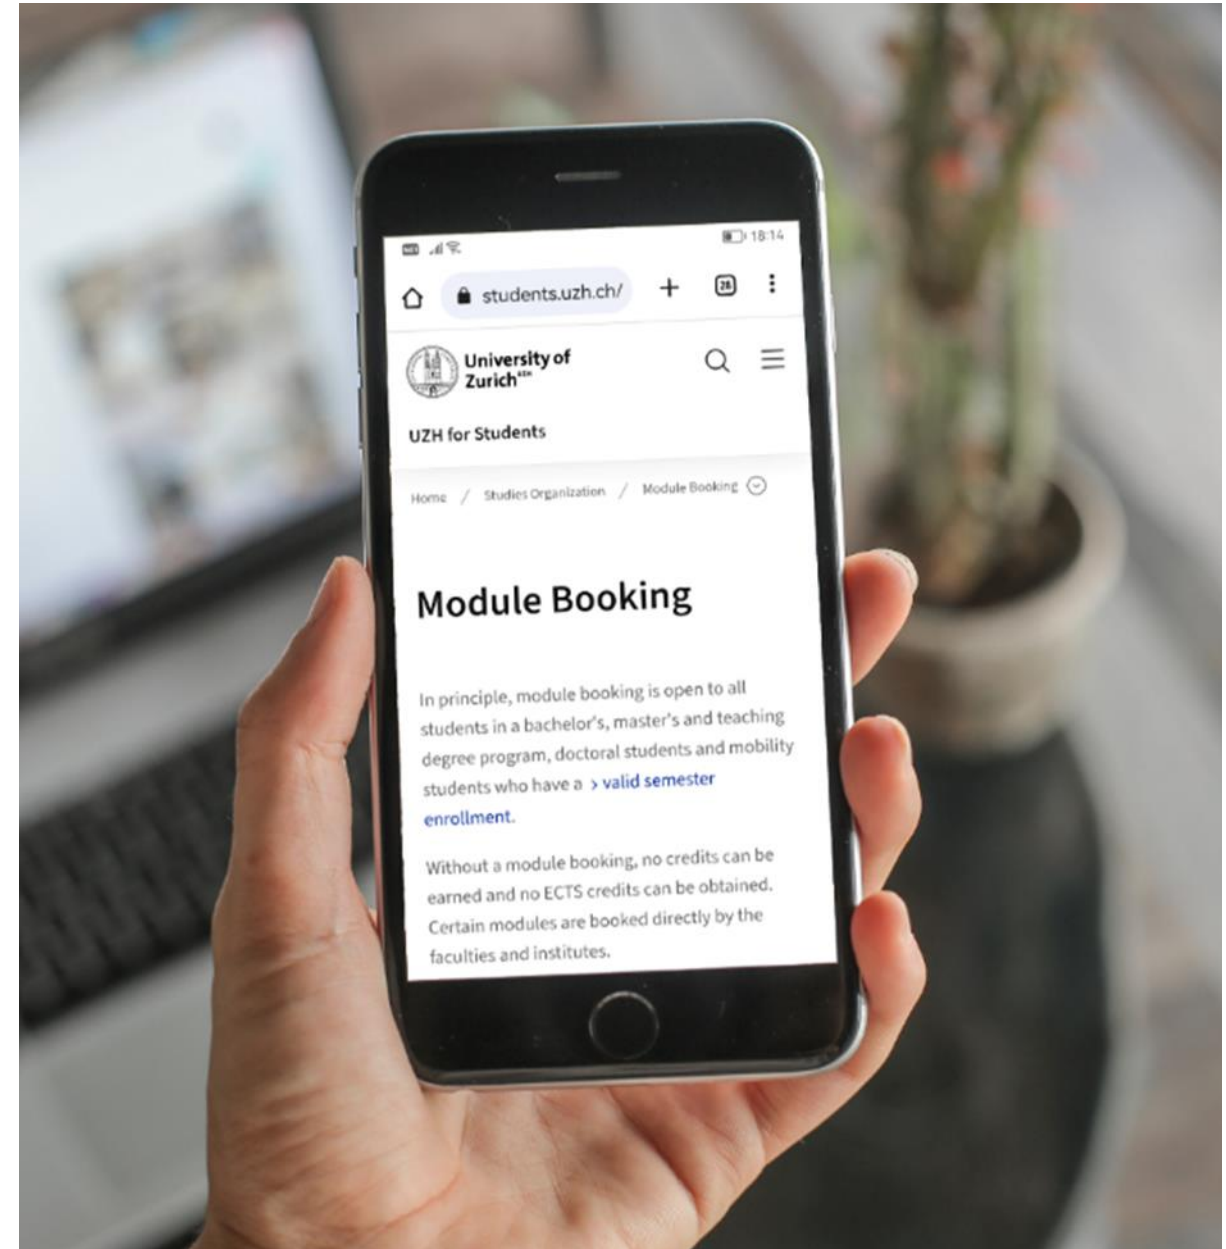 18:14
students.uzh.ch/
28
University of
Zurich
UZH for Students
Home / Studies Organization / Module Booking
Module Booking
In principle, module booking is open to all
students in a bachelor's, master's and teaching
degree program, doctoral students and mobility
students who have a › valid semester
enrollment.
Without a module booking, no credits can be
earned and no ECTS credits can be obtained.
Certain modules are booked directly by the
faculties and institutes.